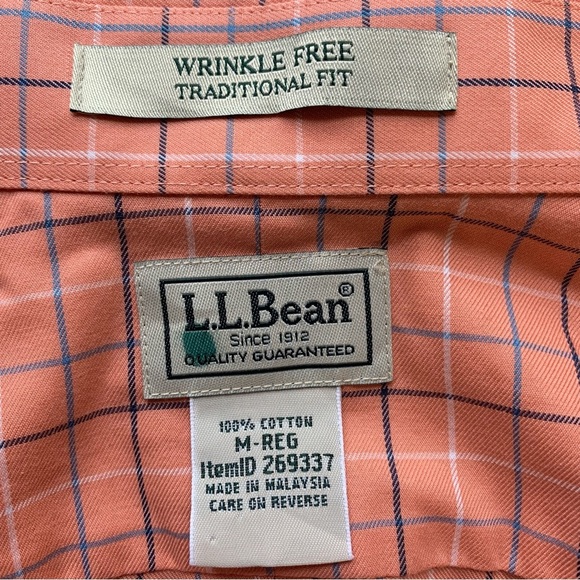 WRINKLE FREE
TRADITIONAL FIT
L.L.Bean®
Since 1912
QUALITY GUARANTEED
100% COTTON
M-REG
ItemID 269337
MADE IN MALAYSIA
CARE ON REVERSE